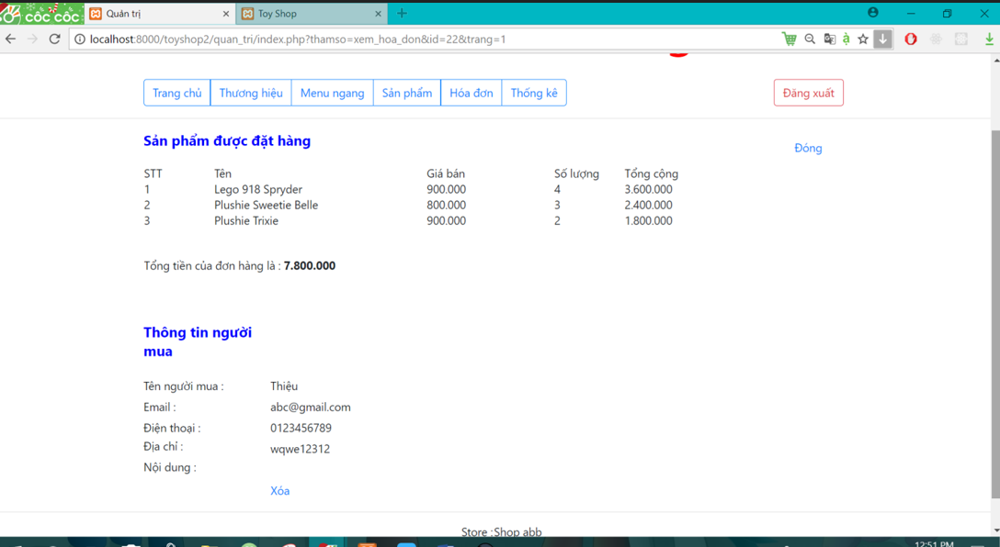 cốc cốc
Quản trị
Toy Shop
localhost:8000/toyshop2/quan_tri/index.php?thamso=xem_hoa_don&id=22&trang=1
Trang chủ Thương hiệu Menu ngang Sản phẩm Hóa đơn Thống kê Đăng xuất
Sản phẩm được đặt hàng
Đóng
STT Tên Giá bán Số lượng Tổng cộng
1 Lego 918 Spryder 900.000 4 3.600.000
2 Plushie Sweetie Belle 800.000 3 2.400.000
3 Plushie Trixie 900.000 2 1.800.000
Tổng tiền của đơn hàng là : 7.800.000
Thông tin người
mua
Tên người mua : Thiệu
Email : abc@gmail.com
Điện thoại : 0123456789
Địa chỉ : wqwe12312
Nội dung :
Xóa
Store :Shop abb
12:51 PM